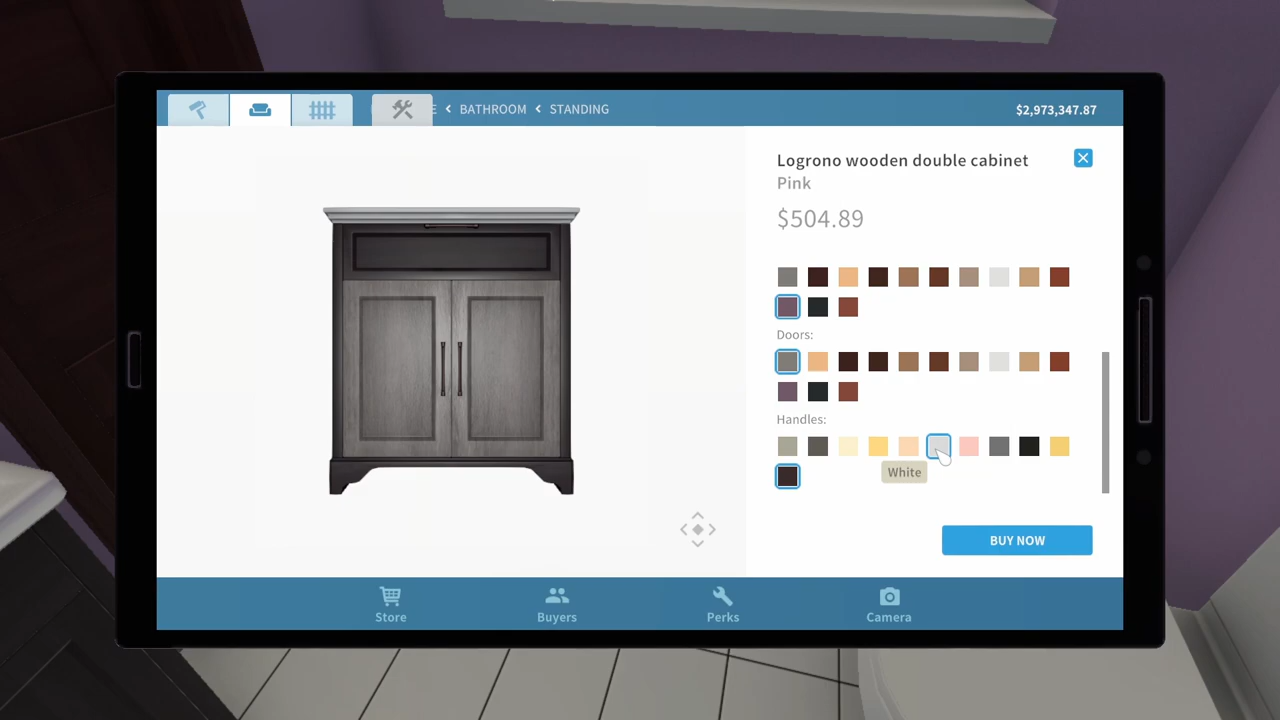 E < BATHROOM < STANDING
$2,973,347.87
Logrono wooden double cabinet
Pink
$504.89
Doors:
Handles:
White
BUY NOW
Store
Buyers
Perks
Camera